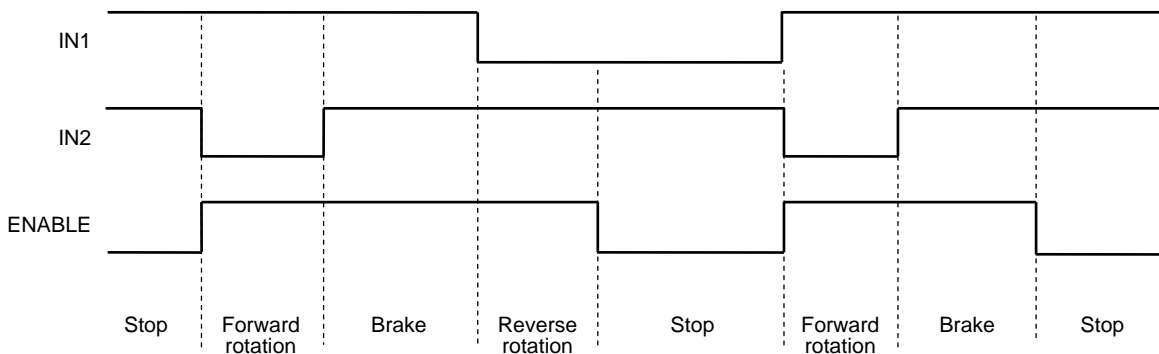 IN1
IN2
ENABLE
Stop
Forward
rotation
Brake
Reverse
rotation
Stop
Forward
rotation
Brake
Stop